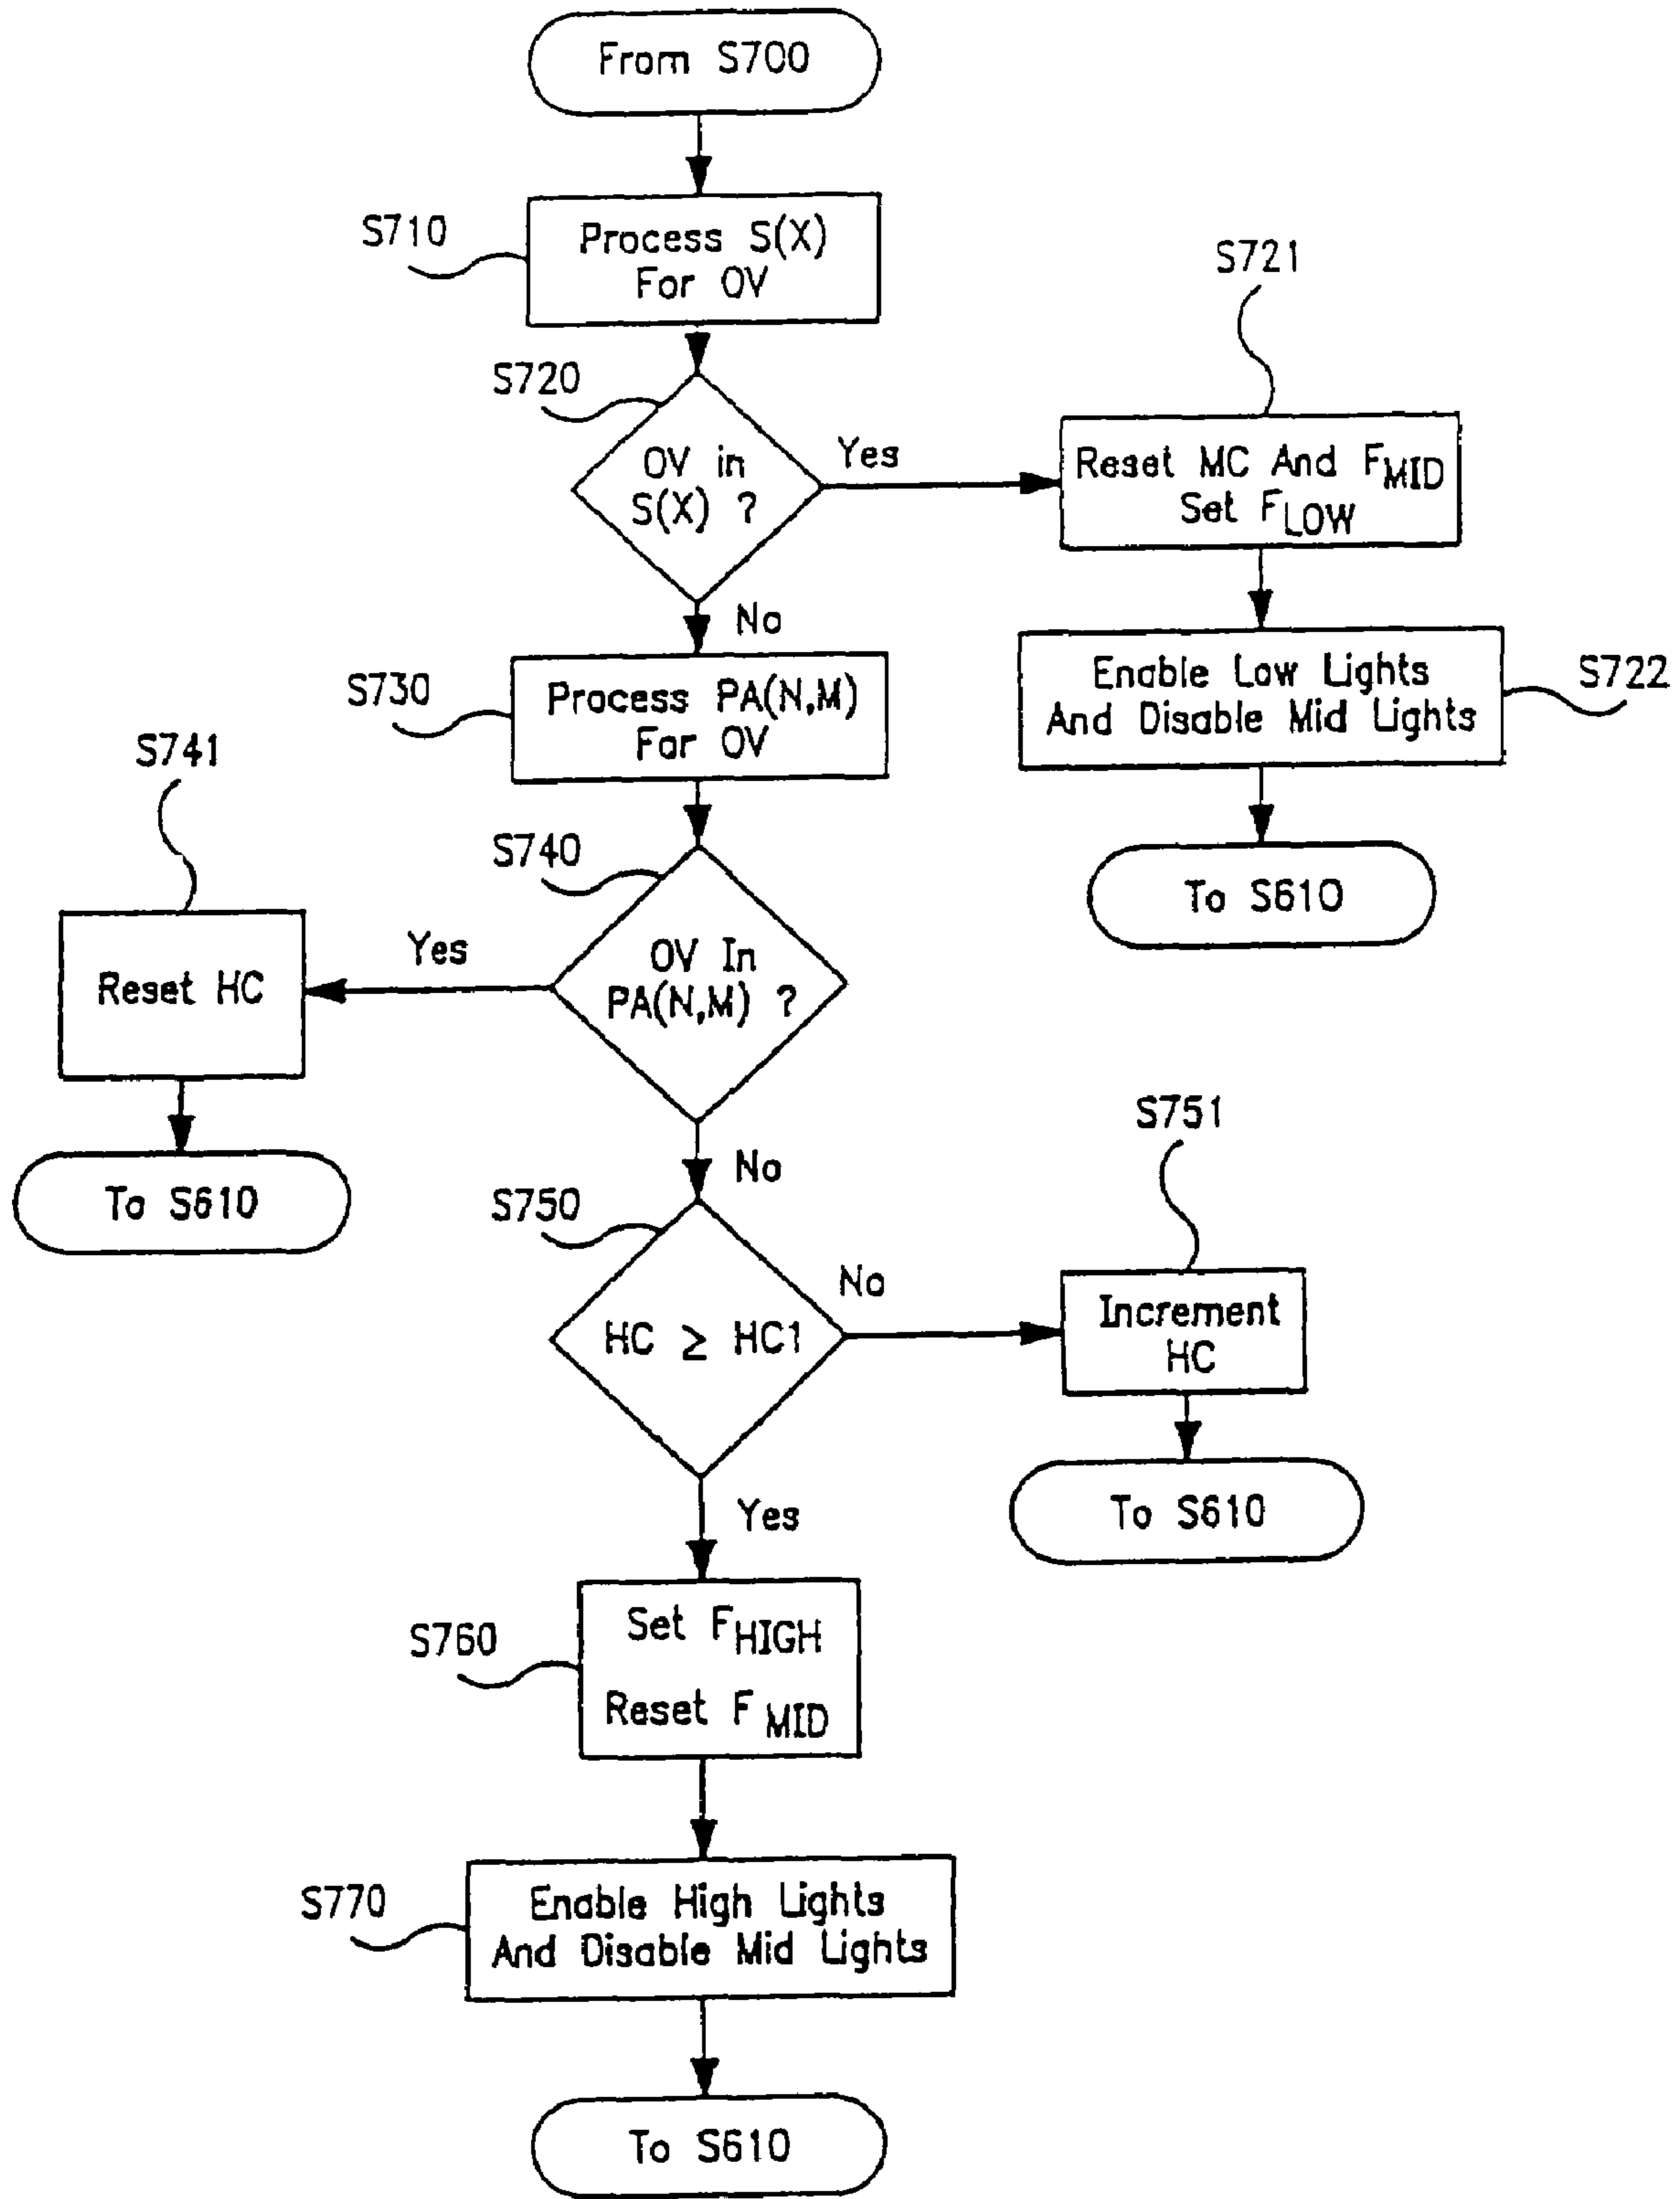 From S700
S710
Process S(X)
For OV
S720
OV in
S(X) ?
Yes
S721
Reset MC And FMID
Set FLOW
No
S722
Enable Low Lights
And Disable Mid Lights
To S610
S730
Process PA(N,M)
For OV
S740
OV In
PA(N,M) ?
Yes
S741
Reset HC
To S610
No
S750
HC ≥ HC1
No
S751
Increment
HC
To S610
Yes
S760
Set FHIGH
Reset F MID
S770
Enable High Lights
And Disable Mid Lights
To S610